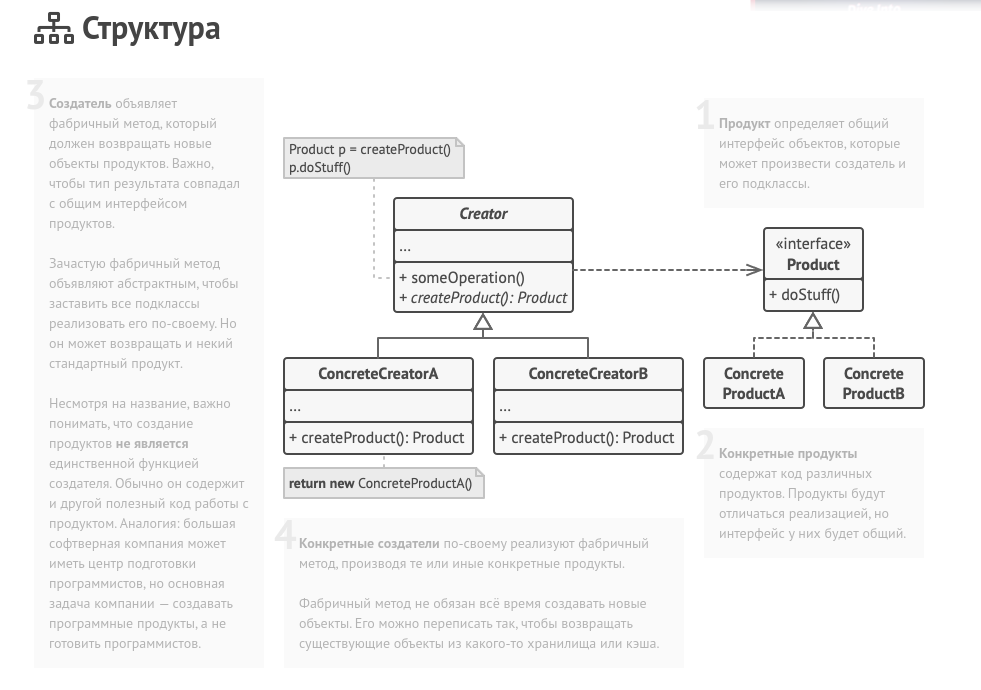 Структура
3
Создатель объявляет
фабричный метод, который
должен возвращать новые
объекты продуктов. Важно,
чтобы тип результата совпадал
с общим интерфейсом
продуктов.
Зачастую фабричный метод
объявляют абстрактным, чтобы
заставить все подклассы
реализовать его по-своему. Но
он может возвращать и некий
стандартный продукт.
Несмотря на название, важно
понимать, что создание
продуктов не является
единственной функцией
создателя. Обычно он содержит
и другой полезный код работы с
продуктом. Аналогия: большая
софтверная компания может
иметь центр подготовки
программистов, но основная
задача компании — создавать
программные продукты, а не
готовить программистов.
Product p = createProduct()
p.doStuff()
Creator
...
+ someOperation()
+ createProduct(): Product
ConcreteCreatorA
...
+ createProduct(): Product
ConcreteCreatorB
...
+ createProduct(): Product
return new ConcreteProductA()
1
Продукт определяет общий
интерфейс объектов, которые
может произвести создатель и
его подклассы.
«interface»
Product
+ doStuff()
Concrete
ProductA
Concrete
ProductB
2
Конкретные продукты
содержат код различных
продуктов. Продукты будут
отличаться реализацией, но
интерфейс у них будет общий.
4
Конкретные создатели по-своему реализуют фабричный
метод, производя те или иные конкретные продукты.
Фабричный метод не обязан всё время создавать новые
объекты. Его можно переписать так, чтобы возвращать
существующие объекты из какого-то хранилища или кэша.